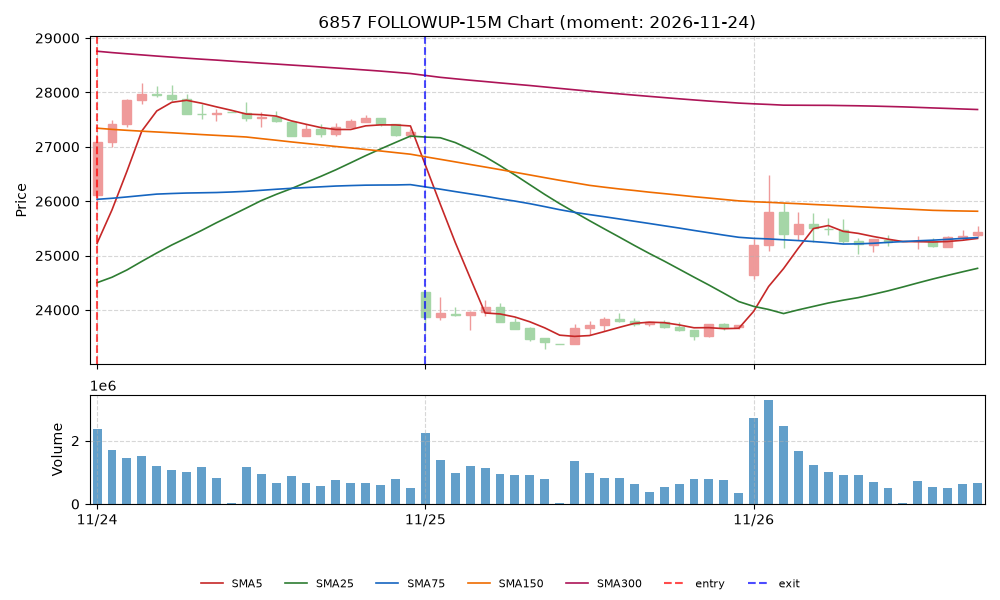 6857 FOLLOWUP-15M Chart (moment: 2026-11-24)
29000
28000
27000
26000
25000
24000
Price
1e6
2
0
Volume
11/24 11/25 11/26
SMA5 SMA25 SMA75 SMA150 SMA300 entry exit